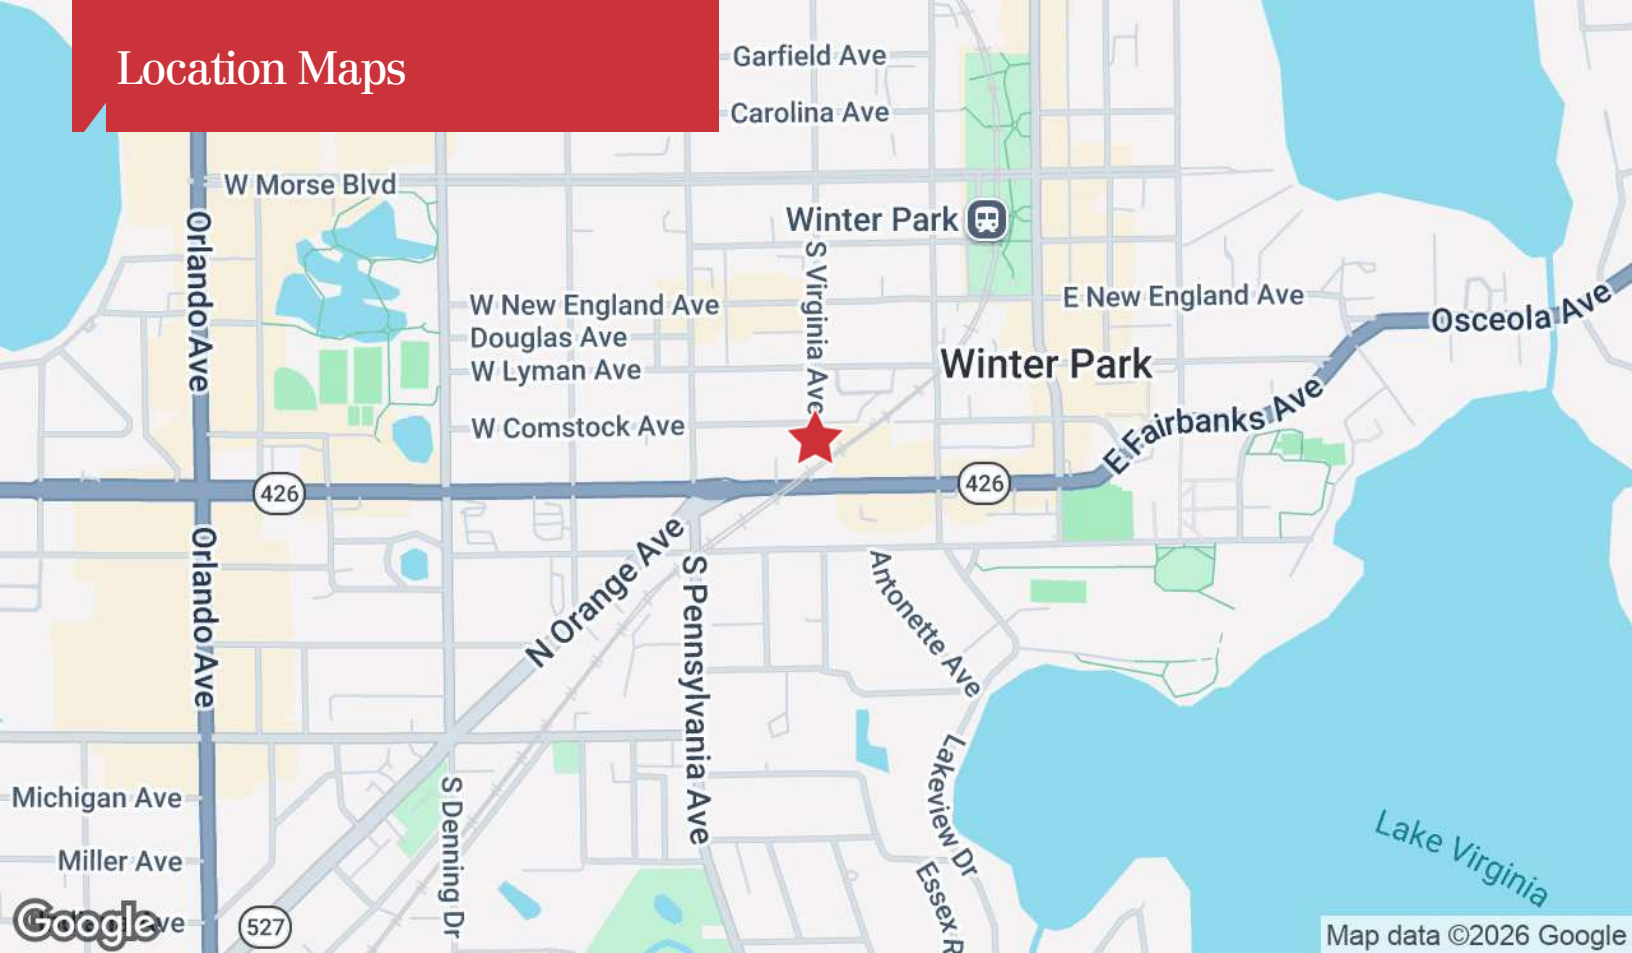 Location Maps
Garfield Ave
Carolina Ave
W Morse Blvd
Winter Park
Orlando Ave
S Virginia Ave
W New England Ave
E New England Ave
Douglas Ave
Osceola Ave
W Lyman Ave
Winter Park
W Comstock Ave
E Fairbanks Ave
426
426
Orlando Ave
N Orange Ave
S Pennsylvania Ave
Antonette Ave
Lakeview Dr
Michigan Ave
S Denning Dr
Lake Virginia
Miller Ave
Essex R
Google
Ave
527
Map data ©2026 Google